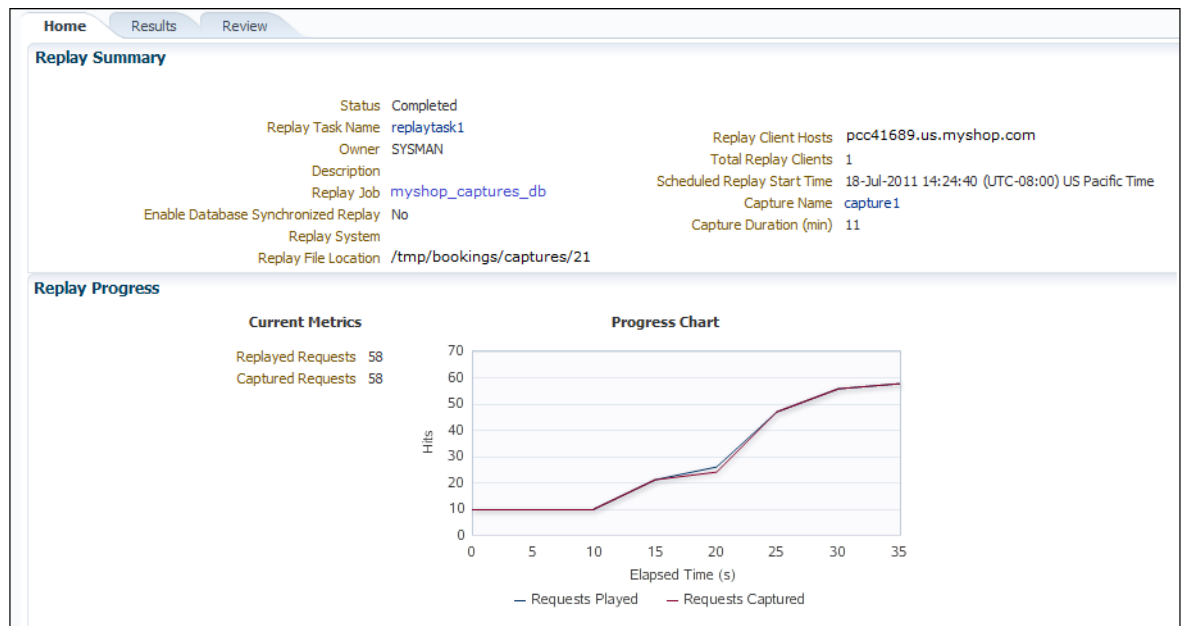 Home Results Review
Replay Summary
Status Completed
Replay Task Name replaytask1
Owner SYSMAN
Description
Replay Job myshop_captures_db
Enable Database Synchronized Replay No
Replay System
Replay File Location /tmp/bookings/captures/21
Replay Client Hosts pcc41689.us.myshop.com
Total Replay Clients 1
Scheduled Replay Start Time 18-Jul-2011 14:24:40 (UTC-08:00) US Pacific Time
Capture Name capture1
Capture Duration (min) 11
Replay Progress
Current Metrics
Replayed Requests 58
Captured Requests 58
Progress Chart
70
60
50
40
30
20
10
0
Hits
0 5 10 15 20 25 30 35
Elapsed Time (s)
Requests Played Requests Captured